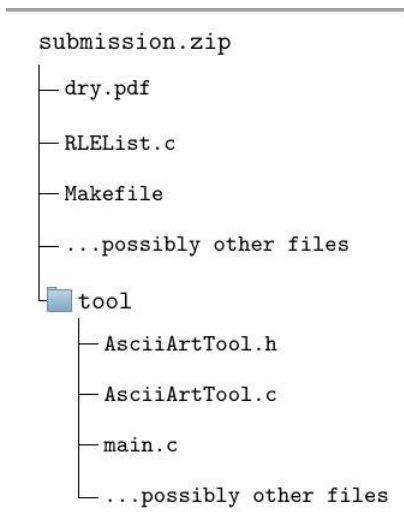 submission.zip
dry.pdf
RLEList.c
Makefile
...possibly other files
tool
AsciiArtTool.h
AsciiArtTool.c
main.c
...possibly other files